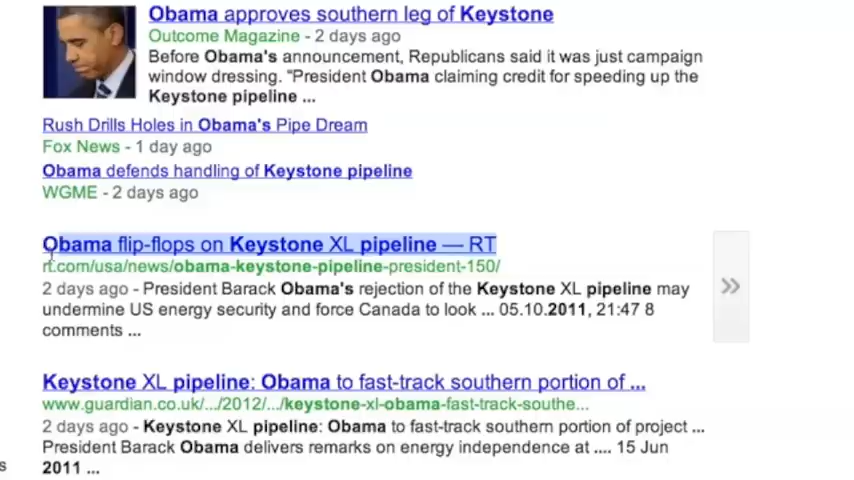 Obama approves southern leg of Keystone
Outcome Magazine - 2 days ago
Before Obama's announcement, Republicans said it was just campaign
window dressing. “President Obama claiming credit for speeding up the
Keystone pipeline ...
Rush Drills Holes in Obama's Pipe Dream
Fox News - 1 day ago
Obama defends handling of Keystone pipeline
WGME - 2 days ago
Obama flip-flops on Keystone XL pipeline — RT
rt.com/usa/news/obama-keystone-pipeline-president-150/
2 days ago - President Barack Obama's rejection of the Keystone XL pipeline may
undermine US energy security and force Canada to look ... 05.10.2011, 21:47 8
comments ...
Keystone XL pipeline: Obama to fast-track southern portion of ...
www.guardian.co.uk/.../2012/.../keystone-xl-obama-fast-track-southe...
2 days ago - Keystone XL pipeline: Obama to fast-track southern portion of project ...
President Barack Obama delivers remarks on energy independence at .... 15 Jun
s
2011 ...